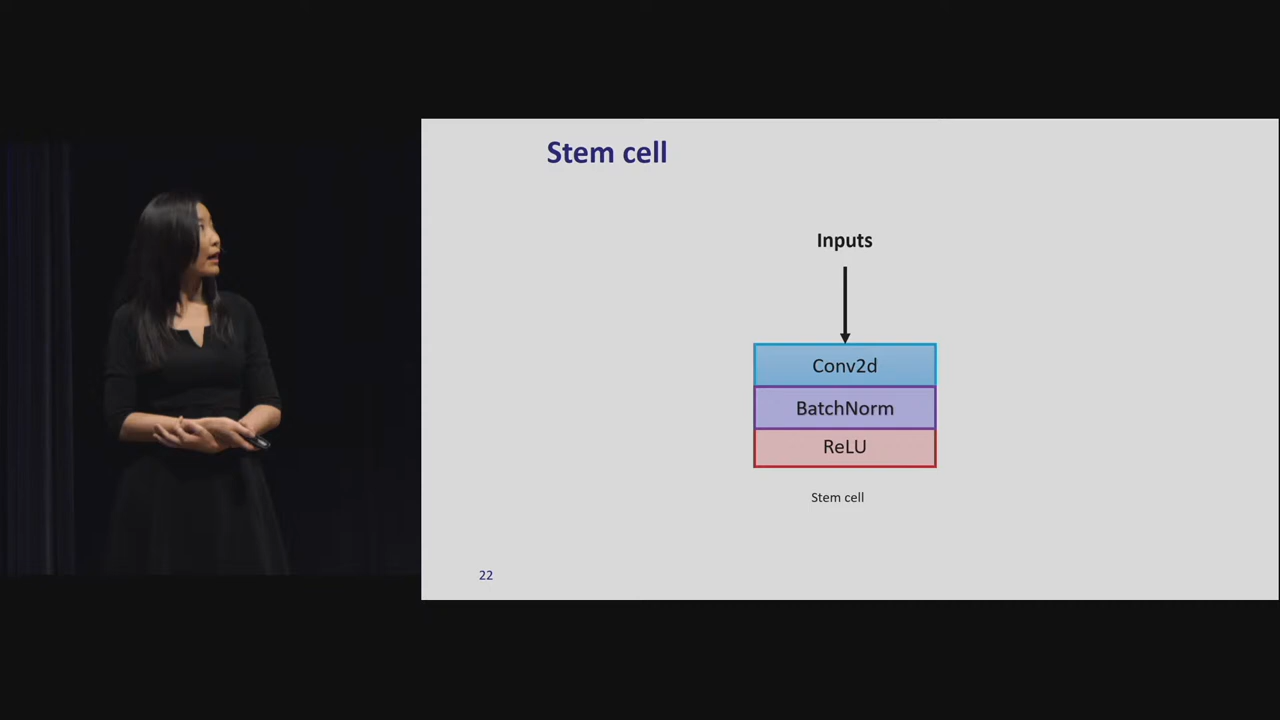 Stem cell
Inputs
Conv2d
BatchNorm
ReLU
Stem cell
22